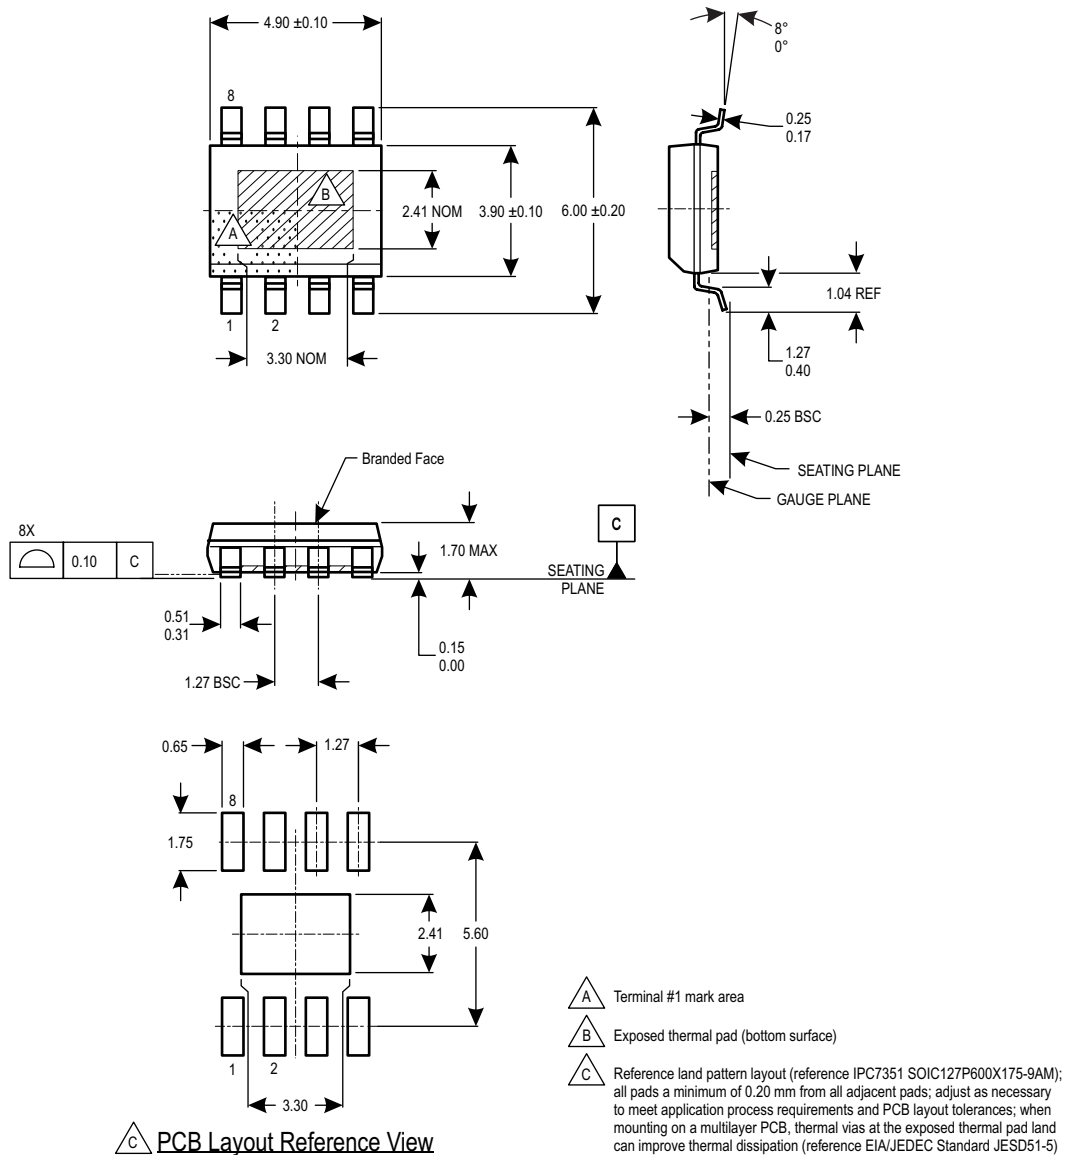 4.90 ±0.10
8°
0°
8
0.25
0.17
B
A
2.41 NOM
3.90 ±0.10
6.00 ±0.20
1.04 REF
1
2
3.30 NOM
1.27
0.40
0.25 BSC
SEATING PLANE
GAUGE PLANE
Branded Face
8X
0.10
C
1.70 MAX
C
SEATING
PLANE
0.51
0.31
0.15
0.00
1.27 BSC
0.65
1.27
8
1.75
2.41
5.60
1
2
3.30
C PCB Layout Reference View
A Terminal #1 mark area
B Exposed thermal pad (bottom surface)
C Reference land pattern layout (reference IPC7351 SOIC127P600X175-9AM);
all pads a minimum of 0.20 mm from all adjacent pads; adjust as necessary
to meet application process requirements and PCB layout tolerances; when
mounting on a multilayer PCB, thermal vias at the exposed thermal pad land
can improve thermal dissipation (reference EIA/JEDEC Standard JESD51-5)